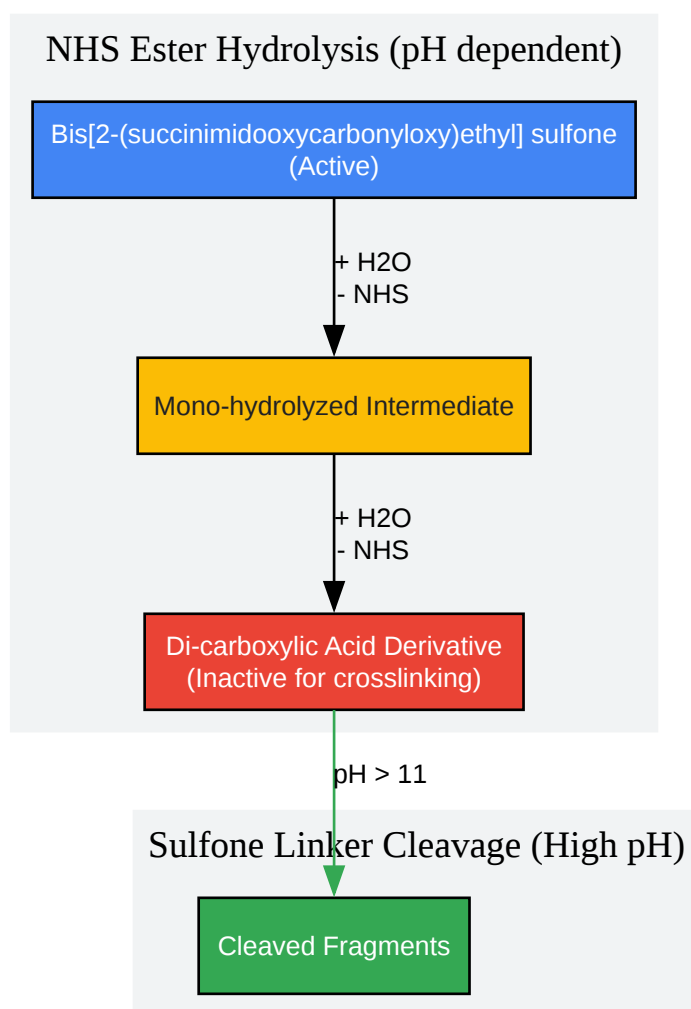 NHS Ester Hydrolysis (pH dependent)
Bis[2-(succinimidooxycarbonyloxy)ethyl] sulfone
(Active)
+ H2O
- NHS
Mono-hydrolyzed Intermediate
+ H2O
- NHS
Di-carboxylic Acid Derivative
(Inactive for crosslinking)
pH > 11
Sulfone Linker Cleavage (High pH)
Cleaved Fragments